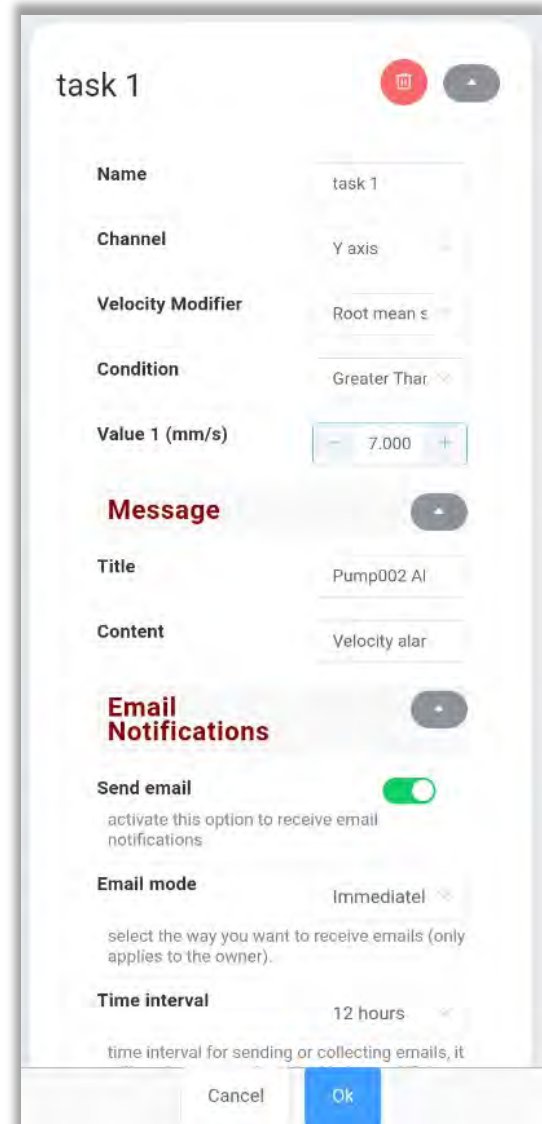 task 1
Name
task 1
Channel
Y axis
Velocity Modifier
Root mean s
Condition
Greater Thar
Value 1 (mm/s)
- 7.000 +
Message
Title
Pump002 Al
Content
Velocity alar
Email
Notifications
Send email
activate this option to receive email
notifications
Email mode
Immediatel
select the way you want to receive emails (only
applies to the owner).
Time interval
12 hours
time interval for sending or collecting emails, it
Cancel
Ok